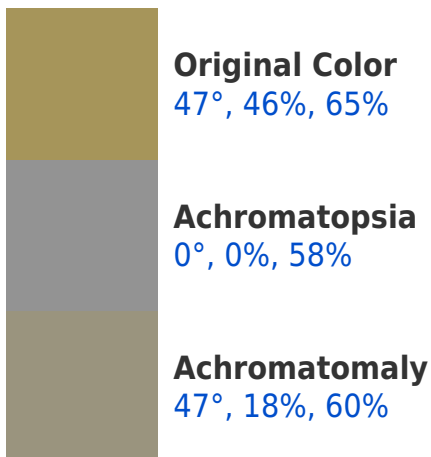 Original Color
47°, 46%, 65%
Achromatopsia
0°, 0%, 58%
Achromatomaly
47°, 18%, 60%